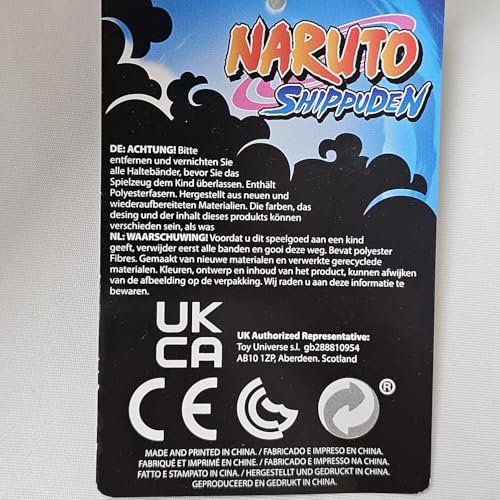 NARUTO
SHIPPUDEN
DE: ACHTUNG! Bitte
entfernen und vernichten Sie
alle Haltebänder, bevor Sie das
Spielzeug dem Kind überlassen. Enthält
Polyesterfasern. Hergestellt aus neuen und
wiederaufbereiteten Materialien. Die farben, das
desing und der inhalt dieses produkts können
verschieden sein, als was
NL: WAARSCHUWING! Voordat u dit speelgoed aan een kind
geeft, verwijder eerst alle banden en gooi deze weg. Bevat polyester
Fibres. Gemaakt van nieuwe materialen en verwerkte gerecyclede
materialen. Kleuren, ontwerp en inhoud van het product, kunnen afwijken
van de afbeelding op de verpakking. Wij raden u aan deze informatie te
bewaren.
UK
CA
UK Authorized Representative:
Toy Universe s.l. gb288810954
AB10 1ZP, Aberdeen. Scotland
CE
®
MADE AND PRINTED IN CHINA. / FABRICADO E IMPRESO EN CHINA.
FABRIQUÉ ET IMPRIMÉ EN CHINE. / FABRICADO E IMPRESSO NA CHINA.
FATTO E STAMPATO IN CINA. / HERGESTELLT UND GEDRUCKT IN CHINA.
GEPRODUCEERD EN GEDRUKT IN CHINA.